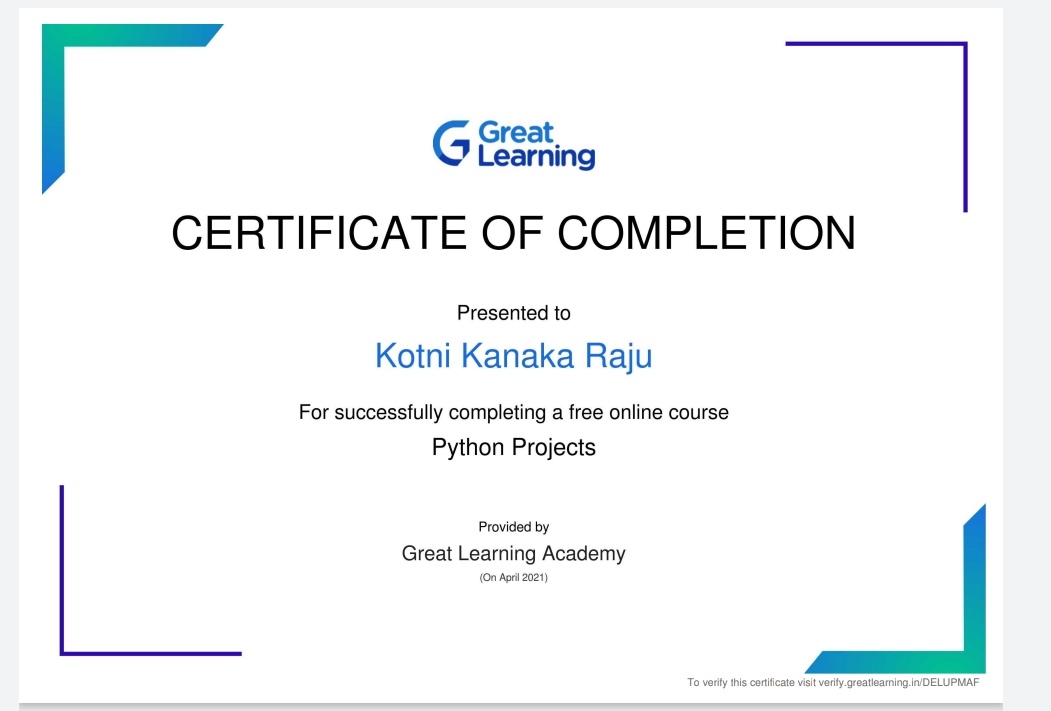 Great
Learning
CERTIFICATE OF COMPLETION
Presented to
Kotni Kanaka Raju
For successfully completing a free online course
Python Projects
Provided by
Great Learning Academy
(On April 2021)
To verify this certificate visit verify.greatlearning.in/DELUPMAF